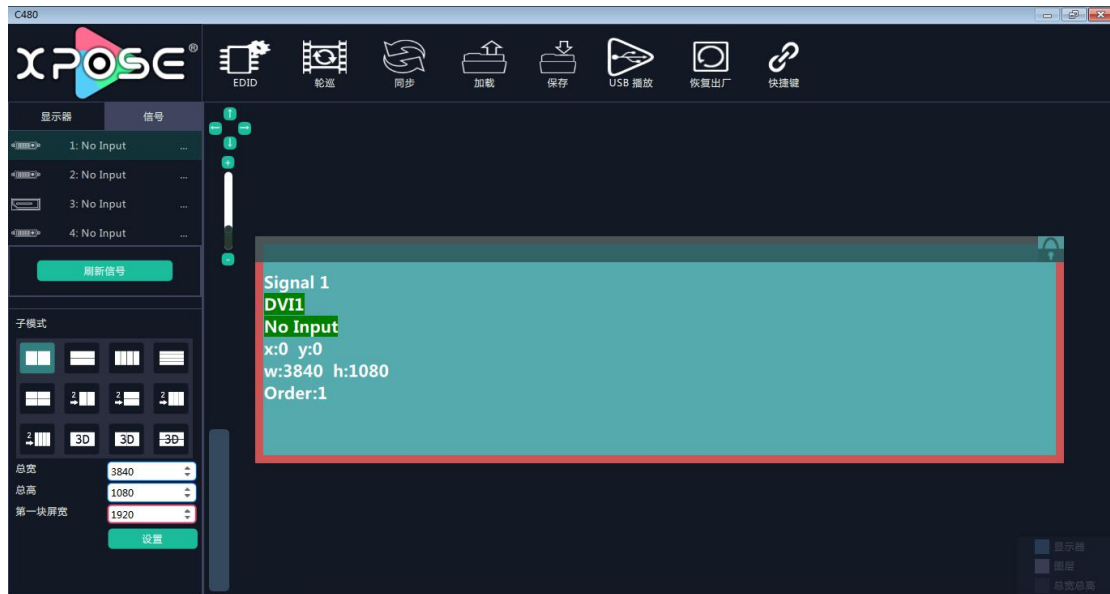 C480
XPOSE®
EDID
轮巡
同步
加载
保存
USB 播放
恢复出厂
快捷键
显示器
信号
1: No Input ...
2: No Input ...
3: No Input ...
4: No Input ...
刷新信号
子模式
2
2
2
2
3D
3D
3D
总宽 3840
总高 1080
第一块屏宽 1920
设置
Signal 1
DVI1
No Input
x:0 y:0
w:3840 h:1080
Order:1
显示器
图层
总宽总高